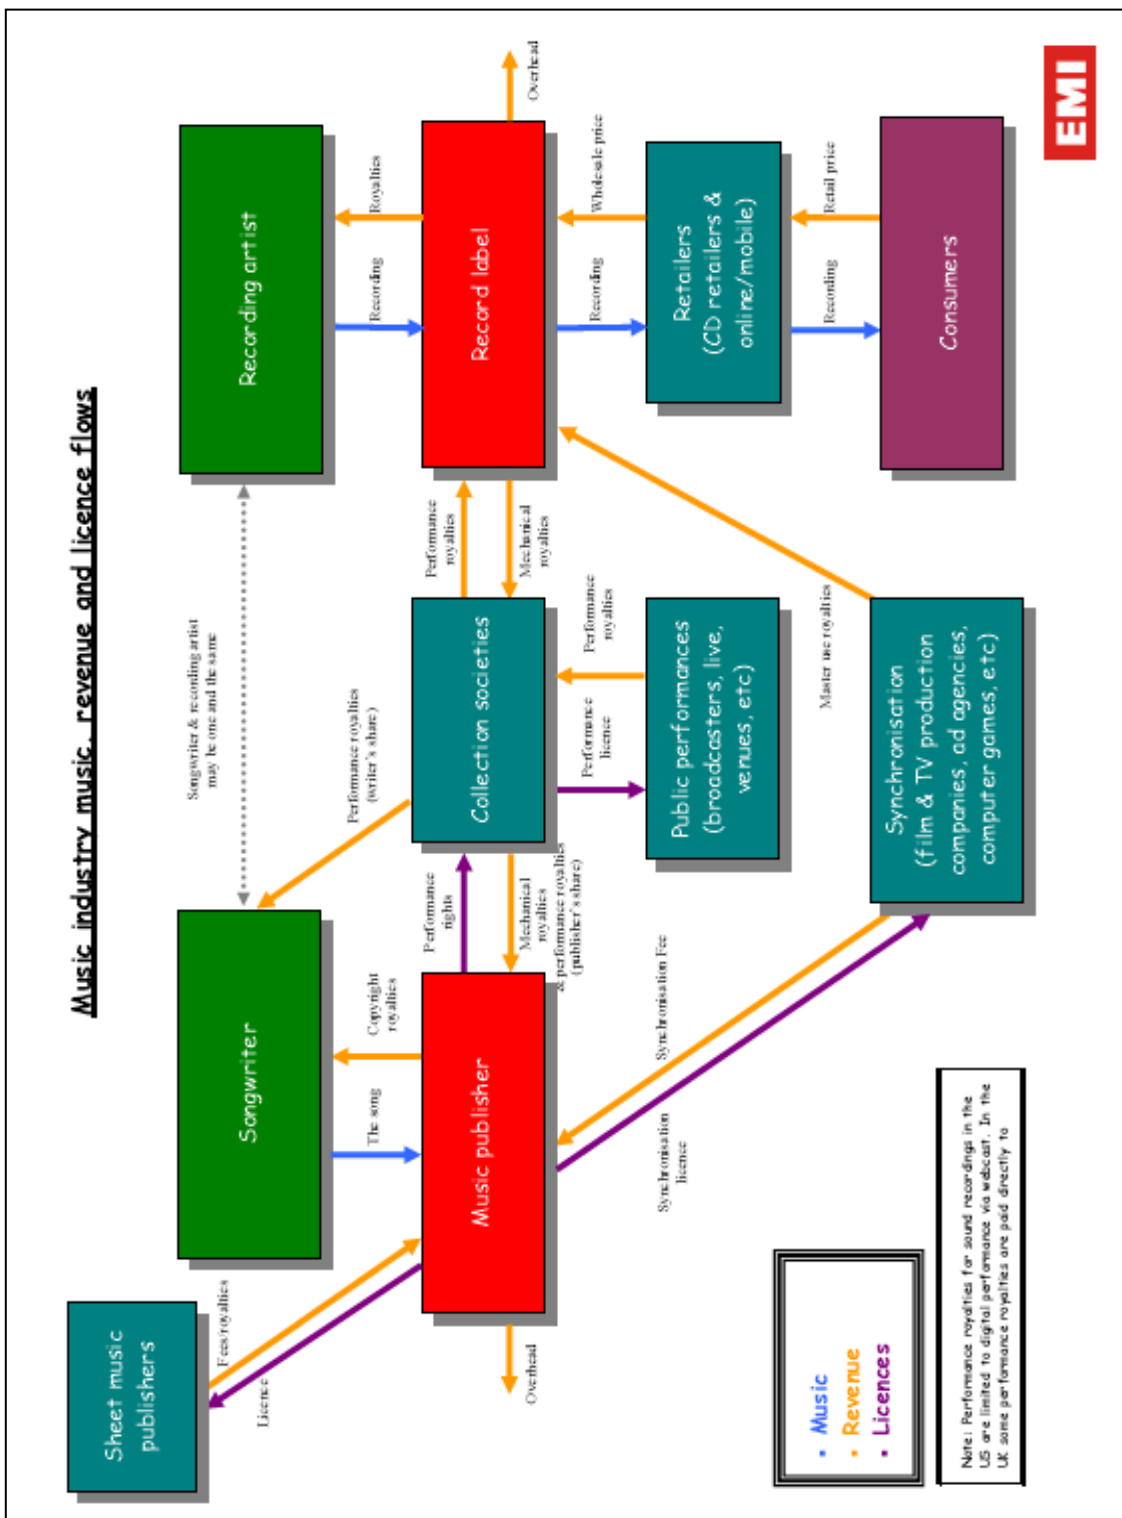 Music industry music, revenue and licence flows
EMI
Sheet music
publishers
Fees/royalties
Licence
Songwriter
Songwriter & recording artist
may be one and the same
Recording artist
The song
Copyright
royalties
Performance royalties
(writer's share)
Recording
Royalties
Overhead
Music publisher
Performance
rights
Mechanical
royalties
& performance royalties
(publisher's share)
Collection societies
Performance
royalties
Mechanical
royalties
Record label
Overhead
Synchronisation
licence
Synchronisation Fee
Performance
licence
Performance
royalties
Recording
Wholesale price
Public performances
(broadcasters, live,
venues, etc)
Retailers
(CD retailers &
online/mobile)
Master use royalties
Recording
Retail price
Synchronisation
(film & TV production
companies, ad agencies,
computer games, etc)
Consumers
• Music
• Revenue
• Licences
Note: Performance royalties for sound recordings in the
US are limited to digital performance via webcast. In the
UK some performance royalties are paid directly to